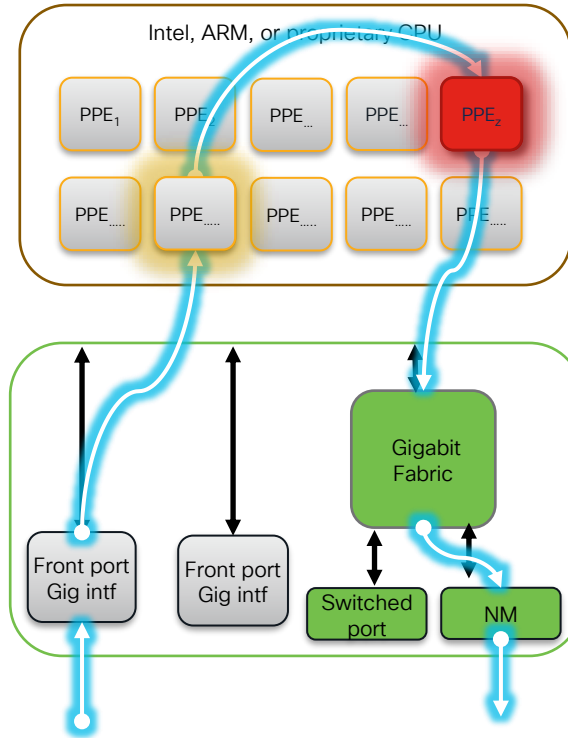 Intel, ARM, or proprietary CPU
PPE1 PPE2 PPE... PPE... PPEz
PPE..... PPE..... PPE..... PPE..... PPE.....
Gigabit
Fabric
Front port
Gig intf
Front port
Gig intf
Switched
port
NM